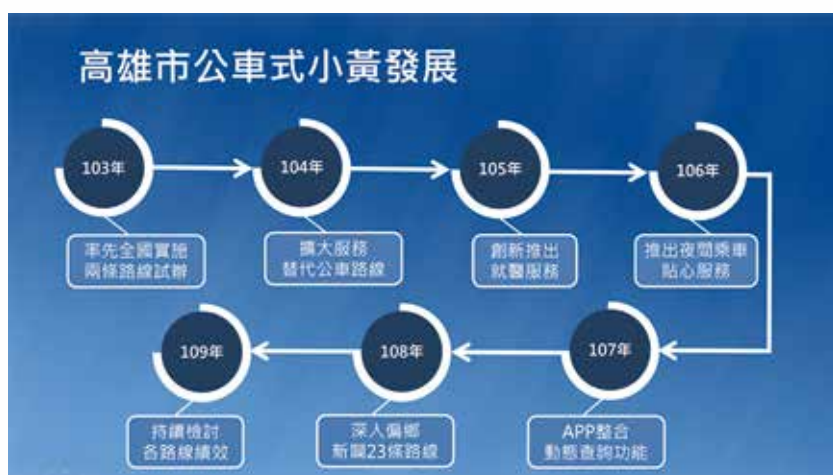 高雄市公車式小黃發展
103年
率先全國實施
兩條路線試辦
104年
擴大服務
替代公車路線
105年
創新推出
就醫服務
106年
推出夜間乘車
貼心服務
107年
APP整合
動態查詢功能
108年
深入偏鄉
新闢23條路線
109年
持續檢討
各路線績效